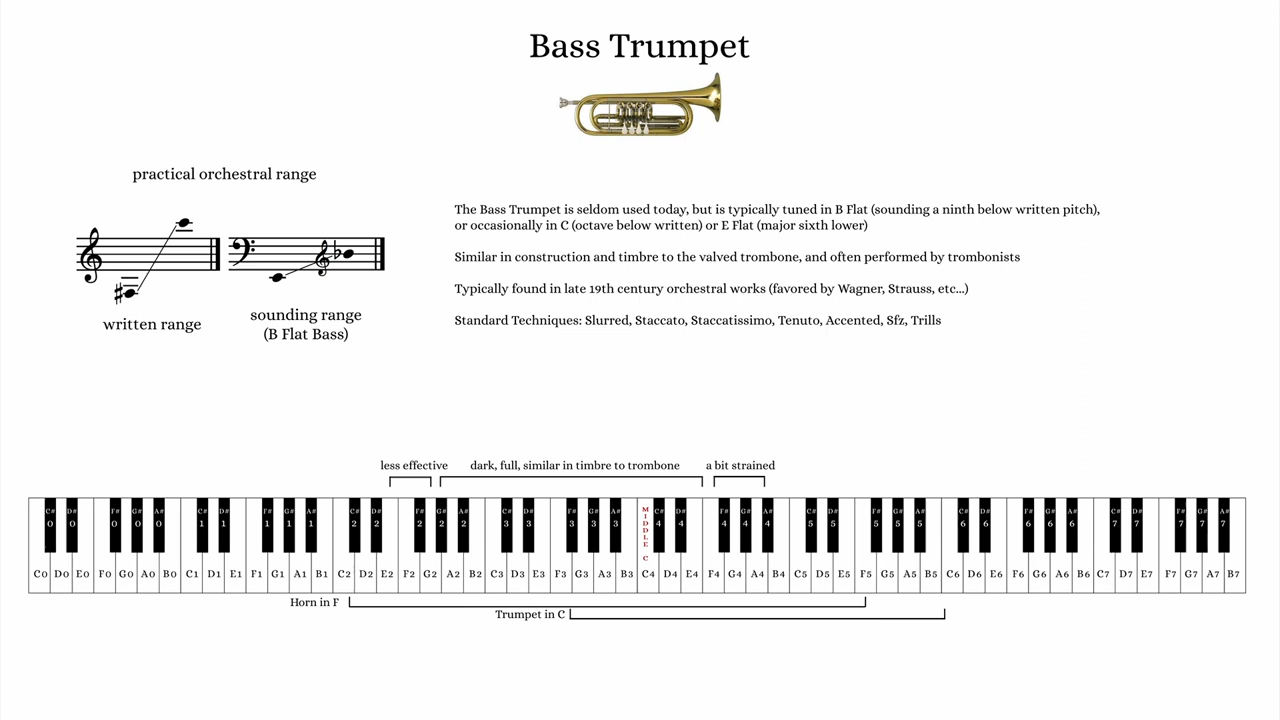 Bass Trumpet
practical orchestral range
written range
sounding range
(B Flat Bass)
The Bass Trumpet is seldom used today, but is typically tuned in B Flat (sounding a ninth below written pitch),
or occasionally in C (octave below written) or E Flat (major sixth lower)
Similar in construction and timbre to the valved trombone, and often performed by trombonists
Typically found in late 19th century orchestral works (favored by Wagner, Strauss, etc...)
Standard Techniques: Slurred, Staccato, Staccatissimo, Tenuto, Accented, Sfz, Trills
less effective dark, full, similar in timbre to trombone a bit strained
C# 0 D# 0 F# 0 G# 0 A# 0 C# 1 D# 1 F# 1 G# 1 A# 1 C# 2 D# 2 F# 2 G# 2 A# 2 C# 3 D# 3 F# 3 G# 3 A# 3 MIDDLE C C# 4 D# 4 F# 4 G# 4 A# 4 C# 5 D# 5 F# 5 G# 5 A# 5 C# 6 D# 6 F# 6 G# 6 A# 6 C# 7 D# 7 F# 7 G# 7 A# 7
C0 D0 E0 F0 G0 A0 B0 C1 D1 E1 F1 G1 A1 B1 C2 D2 E2 F2 G2 A2 B2 C3 D3 E3 F3 G3 A3 B3 C4 D4 E4 F4 G4 A4 B4 C5 D5 E5 F5 G5 A5 B5 C6 D6 E6 F6 G6 A6 B6 C7 D7 E7 F7 G7 A7 B7
Horn in F
Trumpet in C